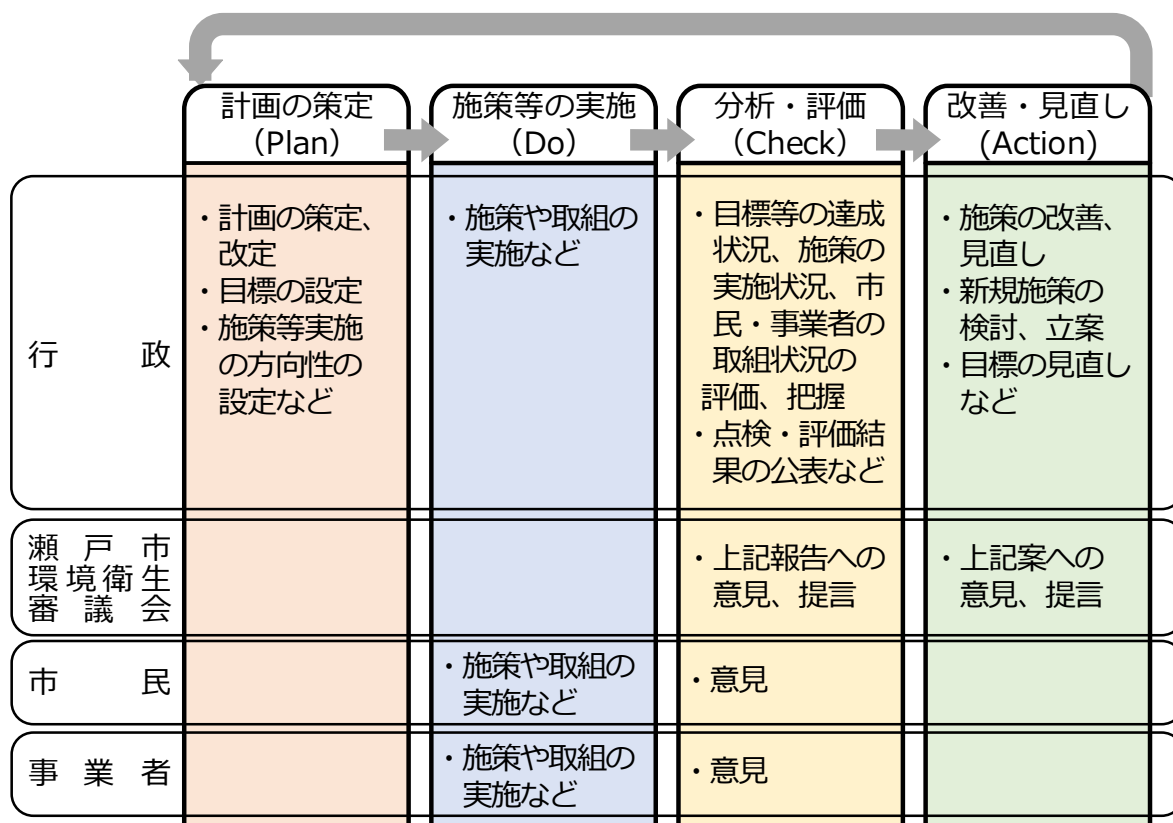 計画の策定
（Plan）
施策等の実施
（Do）
分析・評価
（Check）
改善・見直し
(Action)
行政
・計画の策定、
改定
・目標の設定
・施策等実施
の方向性の
設定など
・施策や取組の
実施など
・目標等の達成
状況、施策の
実施状況、市
民・事業者の
取組状況の
評価、把握
・点検・評価結
果の公表など
・施策の改善、
見直し
・新規施策の
検討、立案
・目標の見直し
など
瀬戸市
環境衛生
審議会
・上記報告への
意見、提言
・上記案への
意見、提言
市民
・施策や取組の
実施など
・意見
事業者
・施策や取組の
実施など
・意見